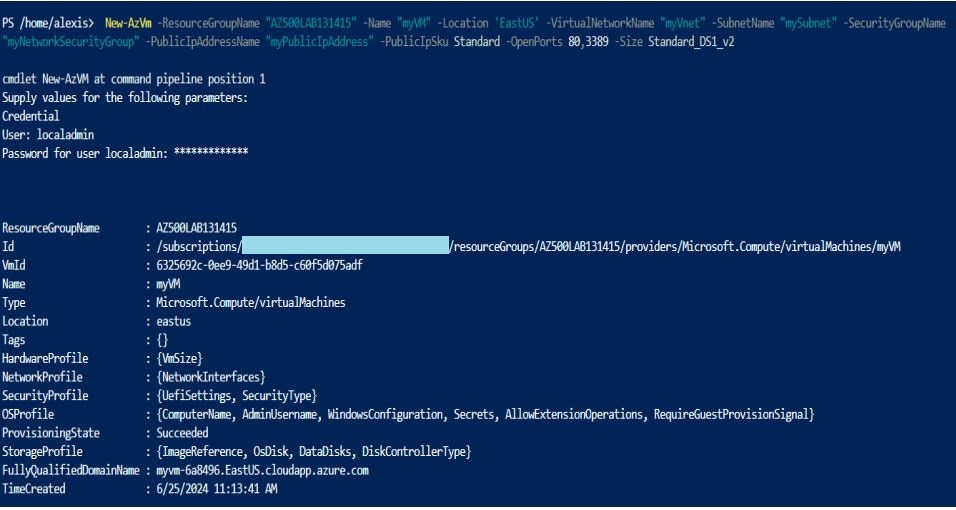 PS /home/alexis> New-AzVm -ResourceGroupName "AZ500LAB131415" -Name "myVM" -Location 'EastUS' -VirtualNetworkName "myVnet" -SubnetName "mySubnet" -SecurityGroupName
"myNetworkSecurityGroup" -PublicIpAddressName "myPublicIpAddress" -PublicIpSku Standard -OpenPorts 80,3389 -Size Standard_DS1_v2
cmdlet New-AzVM at command pipeline position 1
Supply values for the following parameters:
Credential
User: localadmin
Password for user localadmin: *************
ResourceGroupName : AZ500LAB131415
Id : /subscriptions/ /resourceGroups/AZ500LAB131415/providers/Microsoft.Compute/virtualMachines/myVM
VmId : 6325692c-0ee9-49d1-b8d5-c60f5d075adf
Name : myVM
Type : Microsoft.Compute/virtualMachines
Location : eastus
Tags : {}
HardwareProfile : {VmSize}
NetworkProfile : {NetworkInterfaces}
SecurityProfile : {UefiSettings, SecurityType}
OSProfile : {ComputerName, AdminUsername, WindowsConfiguration, Secrets, AllowExtensionOperations, RequireGuestProvisionSignal}
ProvisioningState : Succeeded
StorageProfile : {ImageReference, OsDisk, DataDisks, DiskControllerType}
FullyQualifiedDomainName : myvm-6a8496.EastUS.cloudapp.azure.com
TimeCreated : 6/25/2024 11:13:41 AM